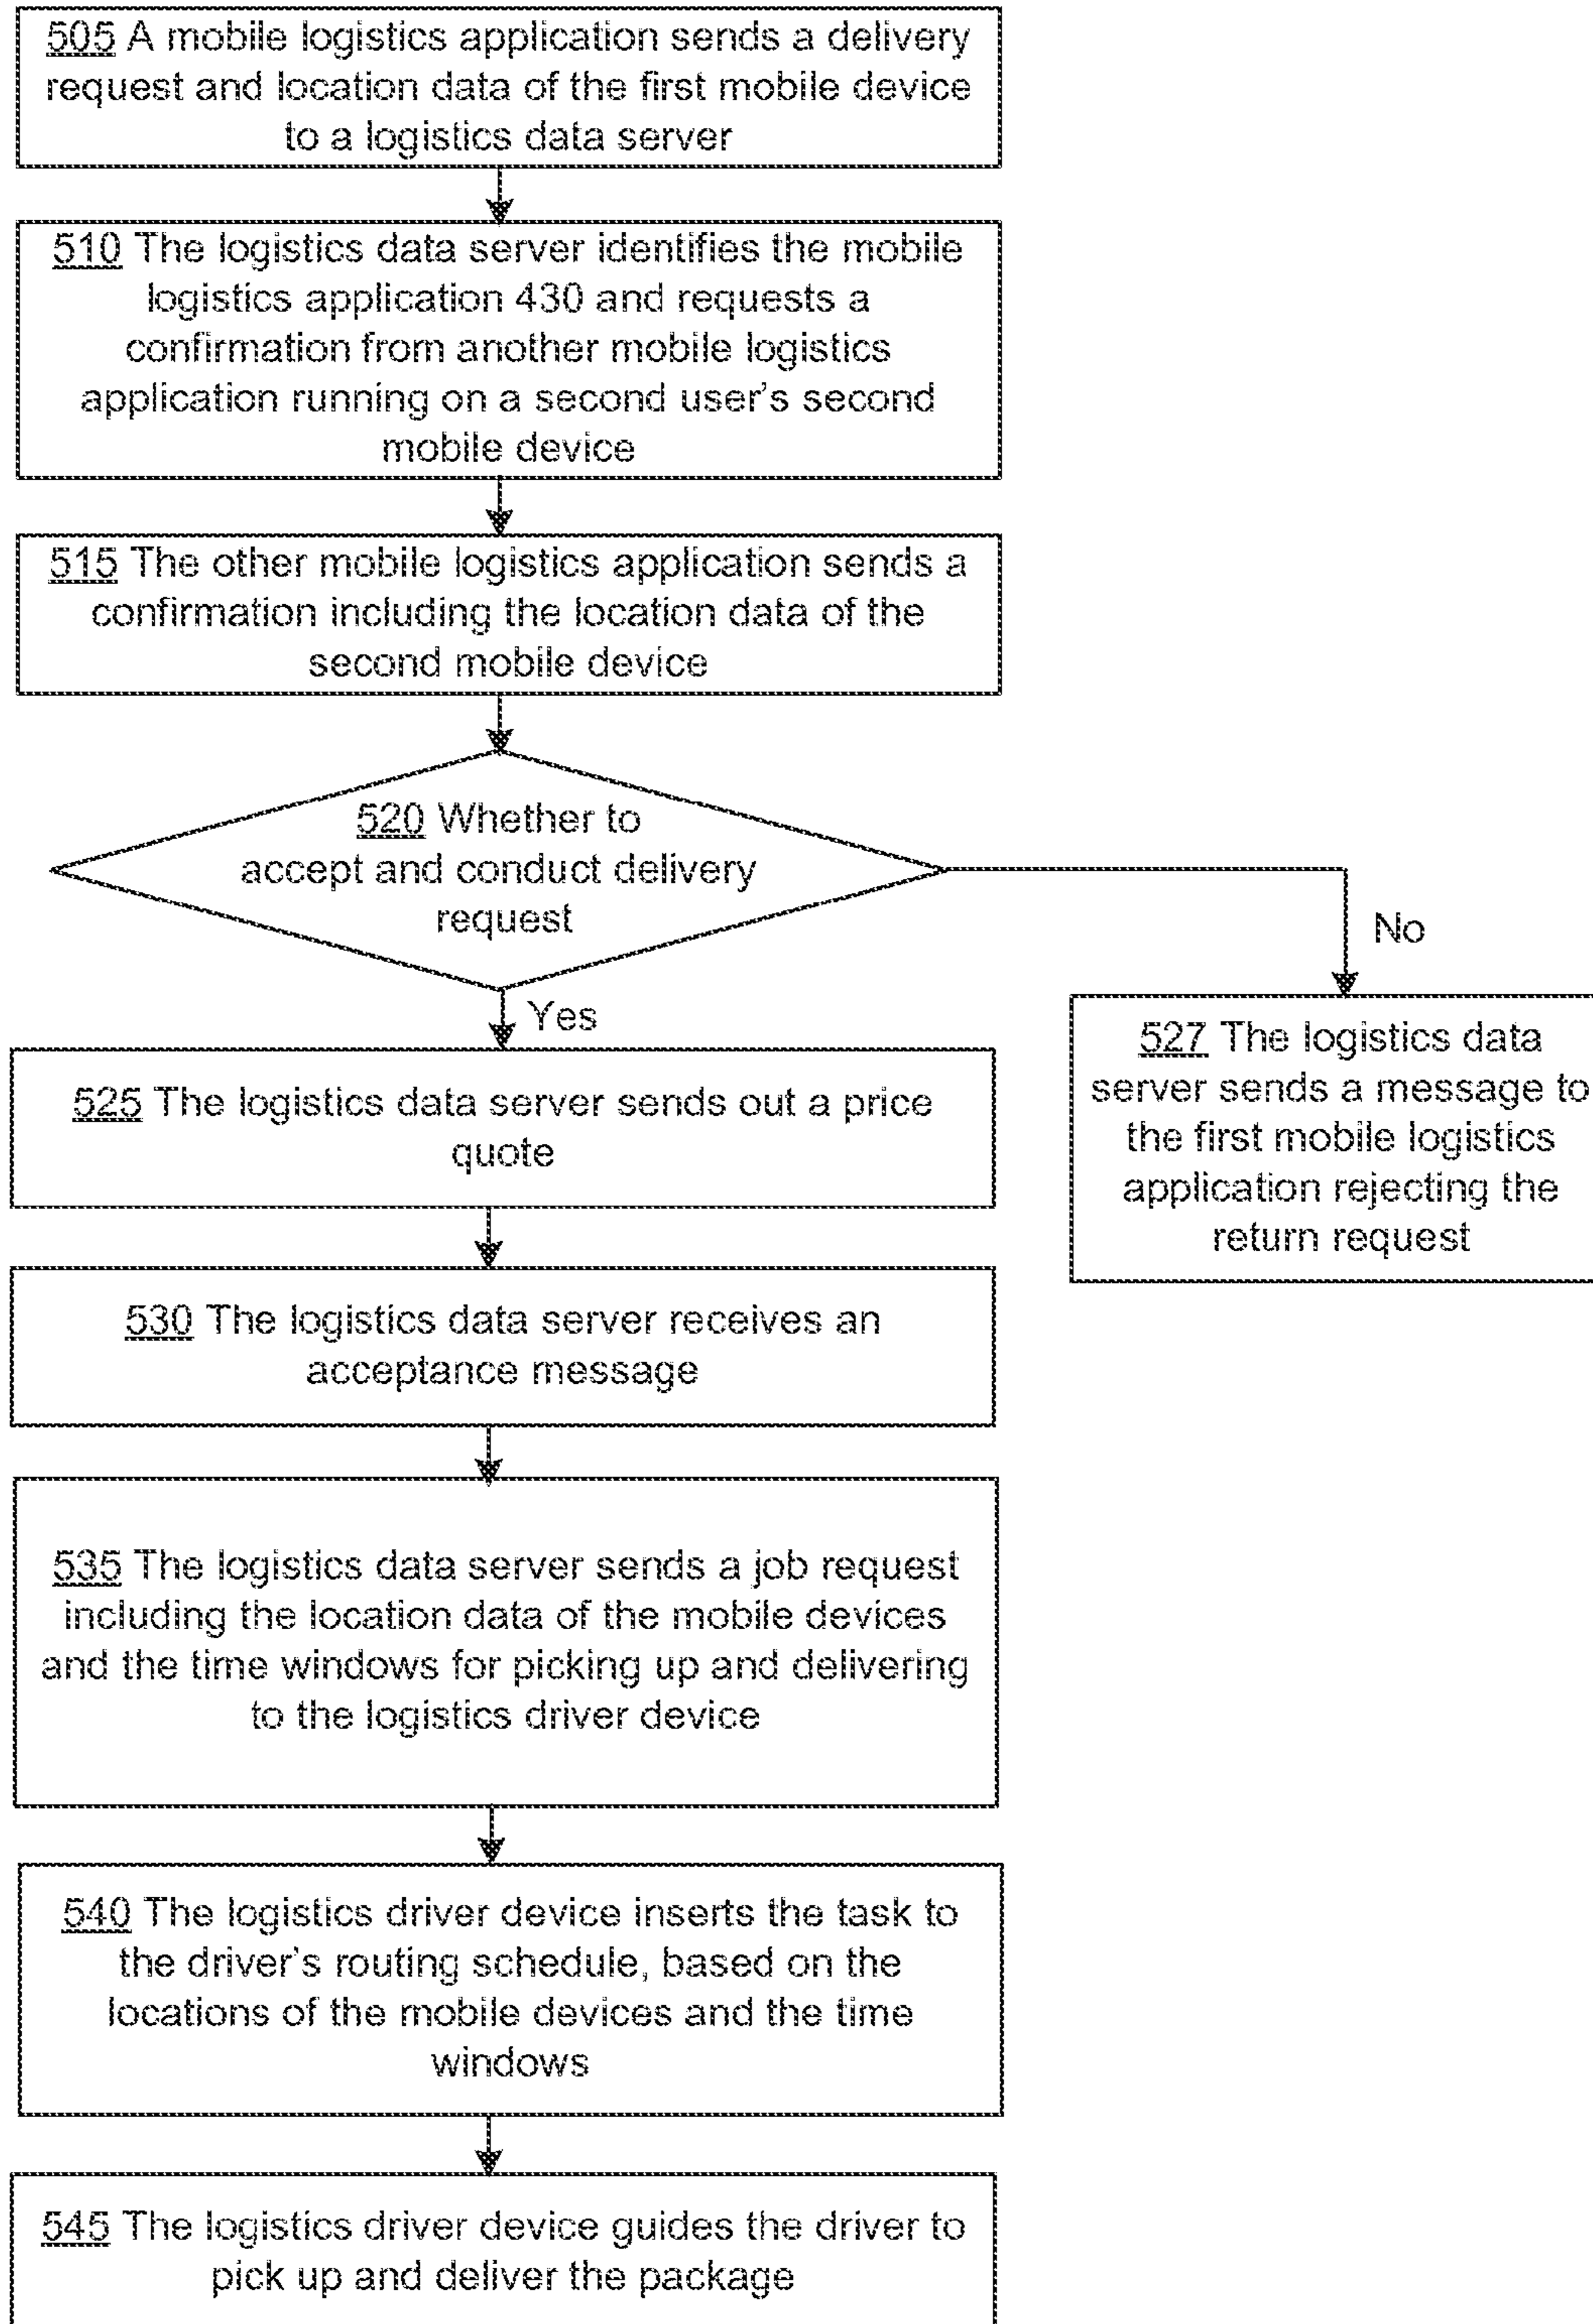 505 A mobile logistics application sends a delivery
request and location data of the first mobile device
to a logistics data server
510 The logistics data server identifies the mobile
logistics application 430 and requests a
confirmation from another mobile logistics
application running on a second user's second
mobile device
515 The other mobile logistics application sends a
confirmation including the location data of the
second mobile device
520 Whether to
accept and conduct delivery
request
No
Yes
527 The logistics data
server sends a message to
the first mobile logistics
application rejecting the
return request
525 The logistics data server sends out a price
quote
530 The logistics data server receives an
acceptance message
535 The logistics data server sends a job request
including the location data of the mobile devices
and the time windows for picking up and delivering
to the logistics driver device
540 The logistics driver device inserts the task to
the driver's routing schedule, based on the
locations of the mobile devices and the time
windows
545 The logistics driver device guides the driver to
pick up and deliver the package